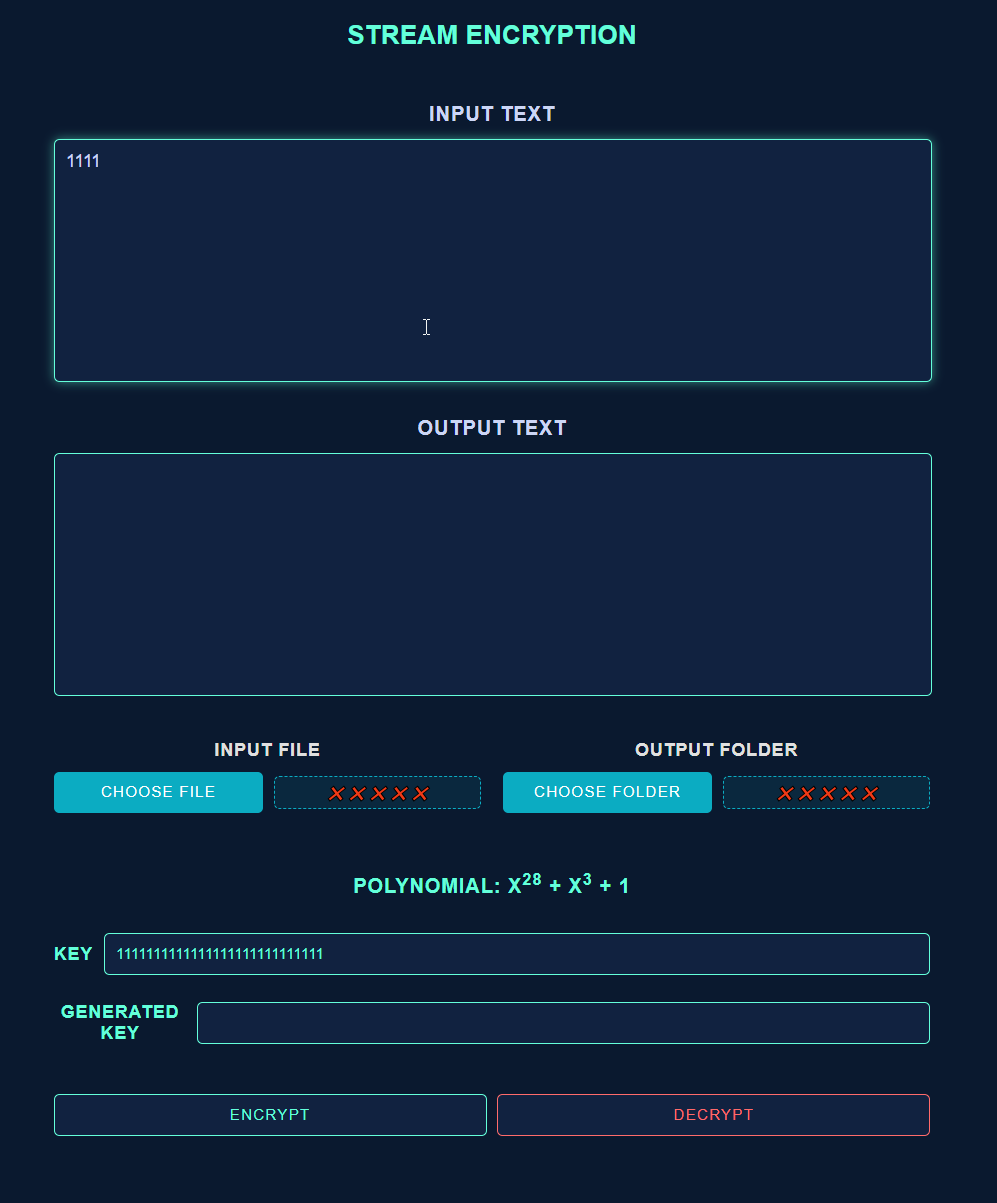 STREAM ENCRYPTION
INPUT TEXT
1111
OUTPUT TEXT
INPUT FILE
OUTPUT FOLDER
CHOOSE FILE
✕✕✕✕✕
CHOOSE FOLDER
✕✕✕✕✕
POLYNOMIAL: X²⁸ + X³ + 1
KEY
1111111111111111111111111111
GENERATED
KEY
ENCRYPT
DECRYPT